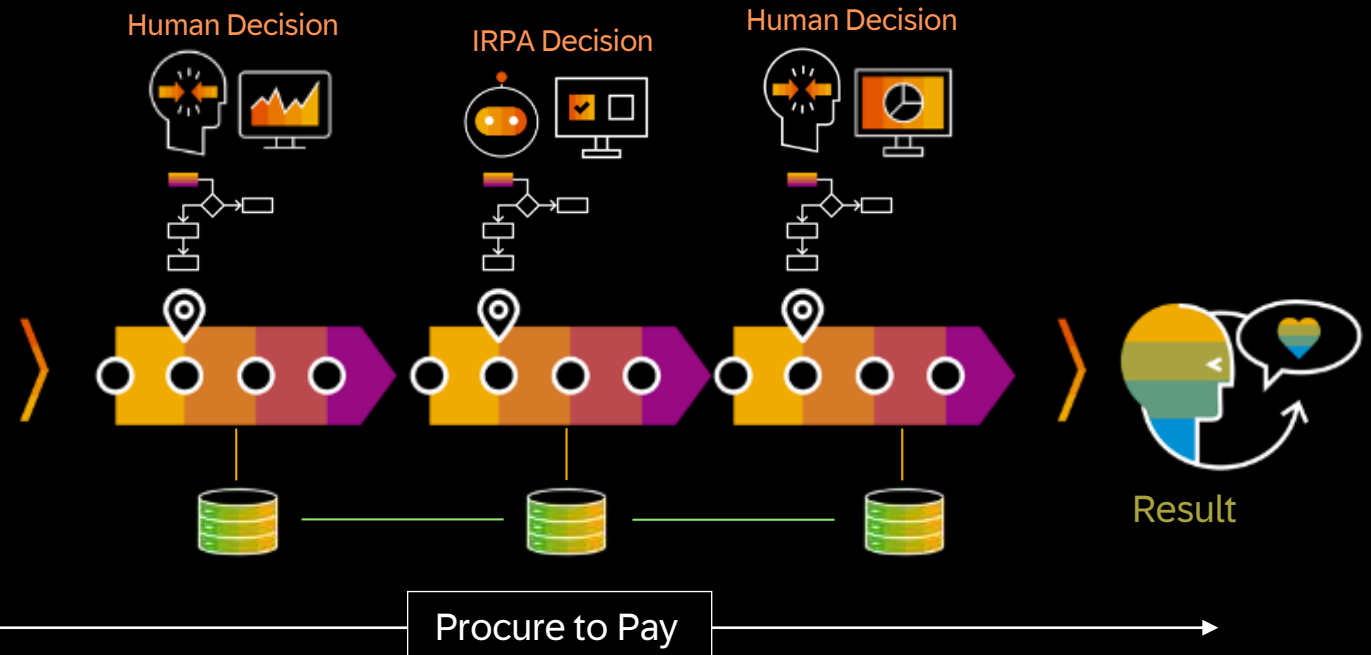 Human Decision
IRPA Decision
Human Decision
Result
Procure to Pay